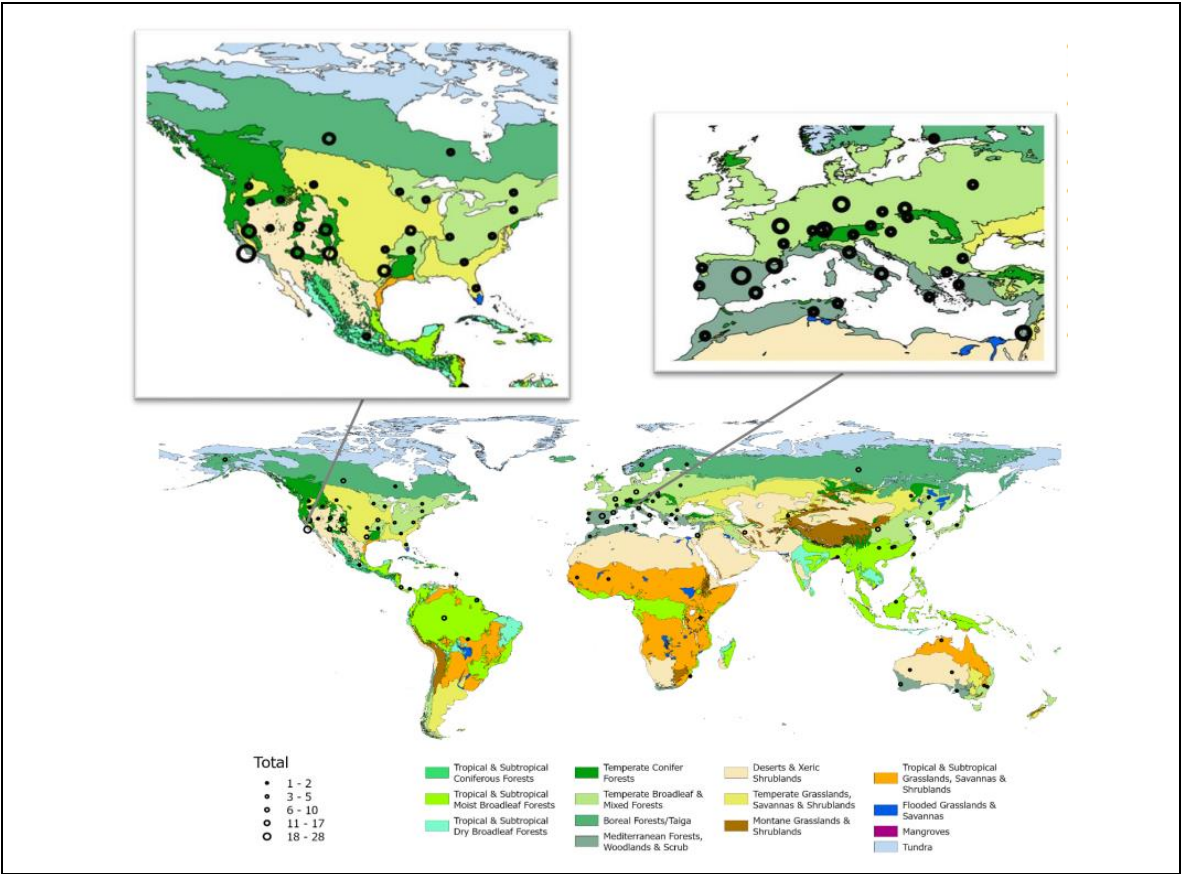 Total
1 - 2
3 - 5
6 - 10
11 - 17
18 - 28
Tropical & Subtropical
Coniferous Forests
Tropical & Subtropical
Moist Broadleaf Forests
Tropical & Subtropical
Dry Broadleaf Forests
Temperate Conifer
Forests
Temperate Broadleaf &
Mixed Forests
Boreal Forests/Taiga
Mediterranean Forests,
Woodlands & Scrub
Deserts & Xeric
Shrublands
Temperate Grasslands,
Savannas & Shrublands
Montane Grasslands &
Shrublands
Tropical & Subtropical
Grasslands, Savannas &
Shrublands
Flooded Grasslands &
Savannas
Mangroves
Tundra